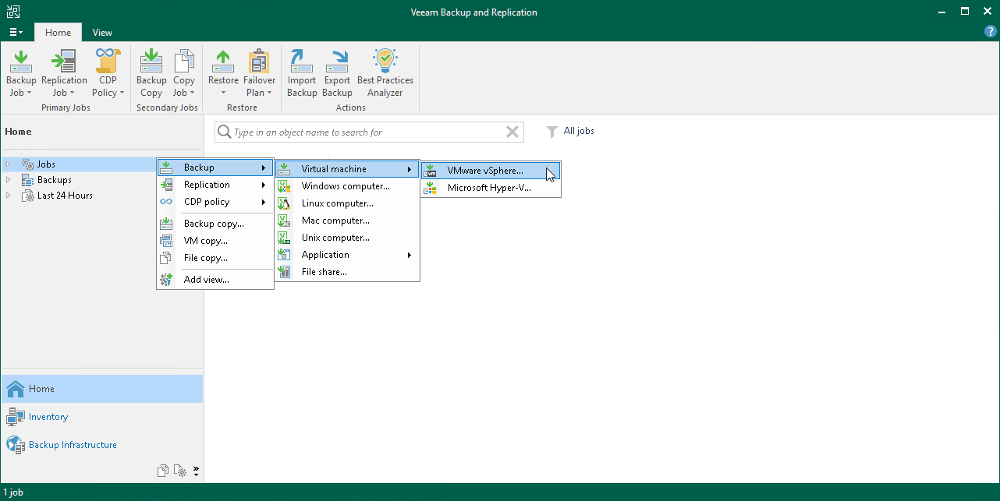 Veeam Backup and Replication
Home View
Backup Job
Replication Job
CDP Policy
Primary Jobs
Backup Copy
Copy Job
Secondary Jobs
Restore
Failover Plan
Restore
Import Backup
Export Backup
Best Practices Analyzer
Actions
Home
Type in an object name to search for
All jobs
Jobs
Backups
Last 24 Hours
Backup
Replication
CDP policy
Backup copy...
VM copy...
File copy...
Add view...
Virtual machine
Windows computer...
Linux computer...
Mac computer...
Unix computer...
Application
File share...
VMware vSphere...
Microsoft Hyper-V...
Home
Inventory
Backup Infrastructure
1 job